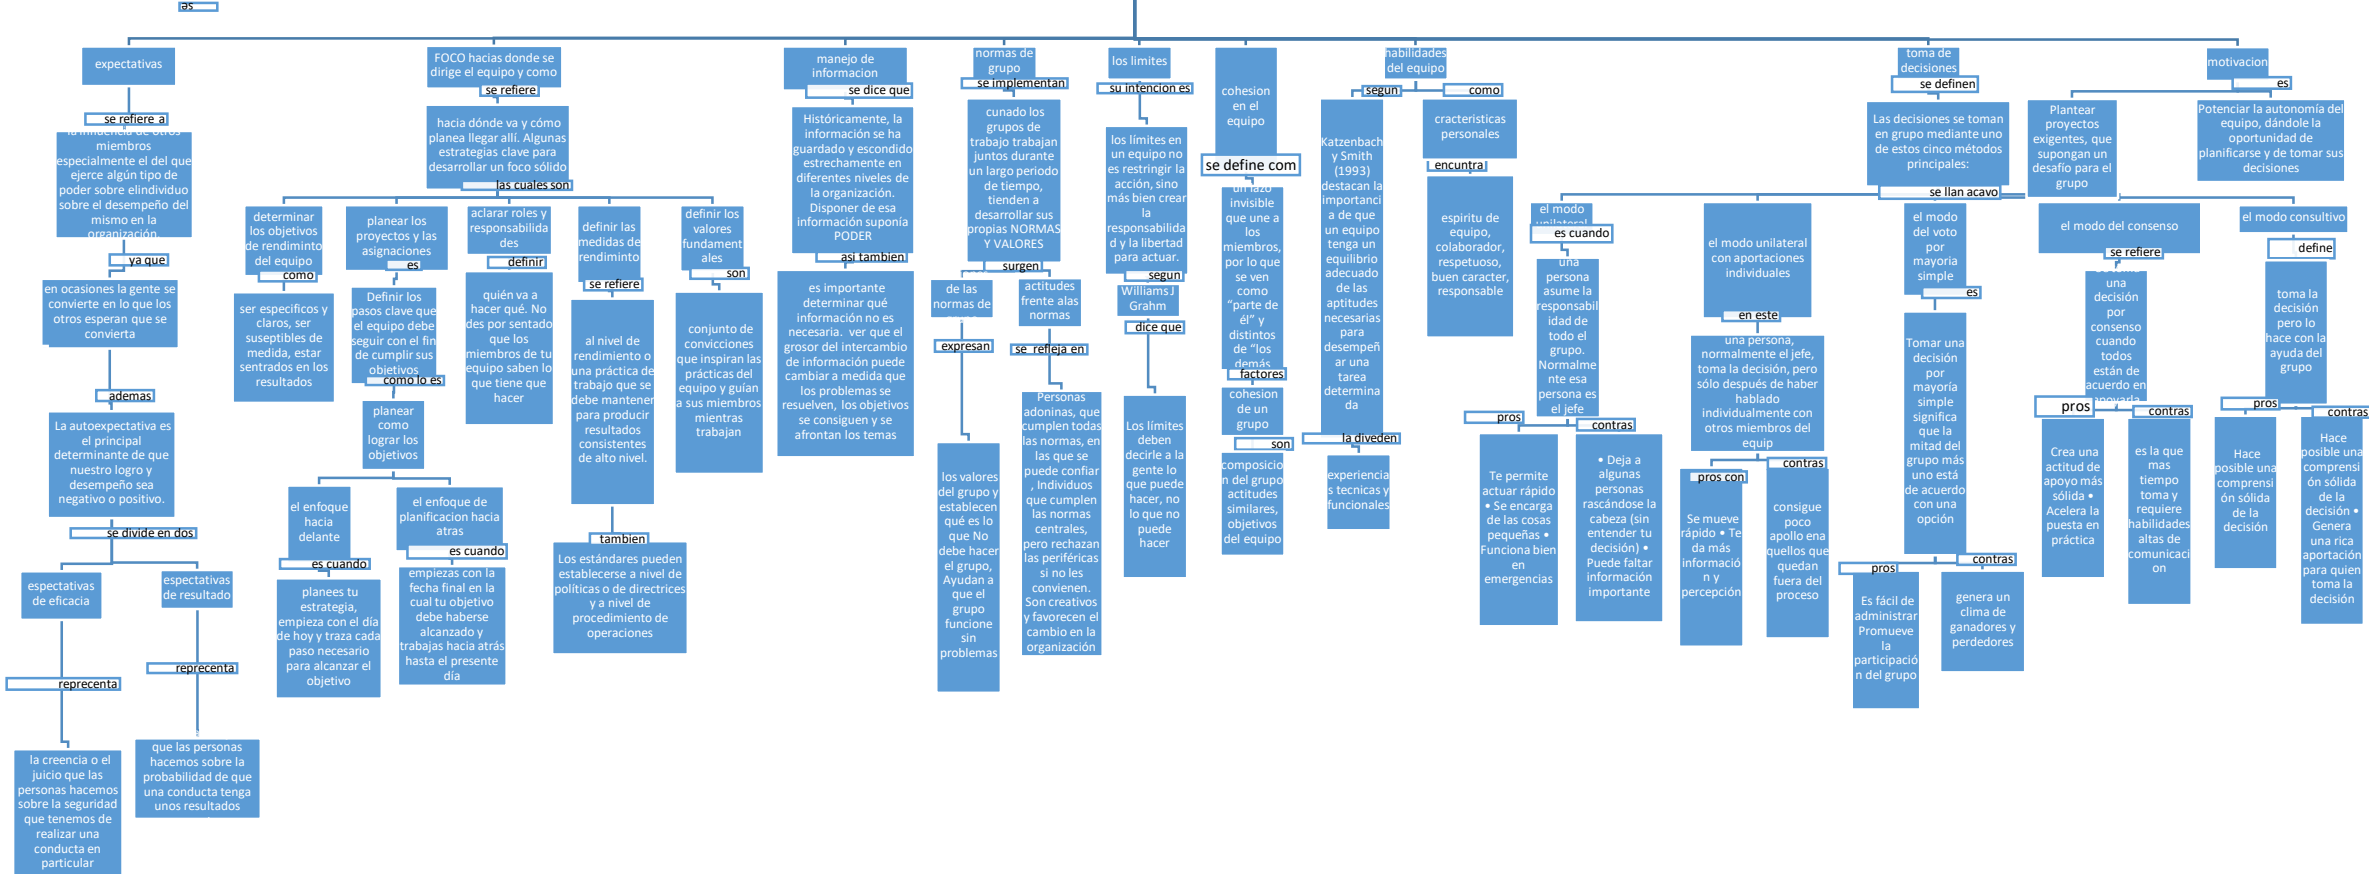 es
expectativas
se refiere a
la influencia de otros
miembros
especialmente el del que
ejerce algún tipo de
poder sobre elindividuo
sobre el desempeño del
mismo en la
organización.
ya que
en ocasiones la gente se
convierte en lo que los
otros esperan que se
convierta
ademas
La autoexpectativa es
el principal
determinante de que
nuestro logro y
desempeño sea
negativo o positivo.
se divide en dos
espectativas
de eficacia
reprecenta
la creencia o el
juicio que las
personas hacemos
sobre la seguridad
que tenemos de
realizar una
conducta en
particular
espectativas
de resultado
reprecenta
que las personas
hacemos sobre la
probabilidad de que
una conducta tenga
unos resultados
FOCO hacias donde se
dirige el equipo y como
se refiere
hacia dónde va y cómo
planea llegar allí. Algunas
estrategias clave para
desarrollar un foco sólido
las cuales son
determinar
los objetivos
de rendiminto
del equipo
como
ser especificos y
claros, ser
suseptibles de
medida, estar
sentrados en los
resultados
planear los
proyectos y las
asignaciones
es
Definir los
pasos clave que
el equipo debe
seguir con el fin
de cumplir sus
objetivos
como lo es
planear
como
lograr los
objetivos
el enfoque
hacia
delante
es cuando
planees tu
estrategia,
empieza con el día
de hoy y traza cada
paso necesario
para alcanzar el
objetivo
el enfoque de
planificacion hacia
atras
es cuando
empiezas con la
fecha final en la
cual tu objetivo
debe haberse
alcanzado y
trabajas hacia atrás
hasta el presente
día
aclarar roles y
responsabilida
des
definir
quién va a
hacer qué. No
des por sentado
que los
miembros de tu
equipo saben lo
que tiene que
hacer
definir las
medidas de
rendimiento
se refiere
al nivel de
rendimiento o
una práctica de
trabajo que se
debe mantener
para producir
resultados
consistentes
de alto nivel.
tambien
Los estándares pueden
establecerse a nivel de
políticas o de directrices
y a nivel de
procedimiento de
operaciones
definir los
valores
fundament
ales
son
conjunto de
convicciones
que inspiran las
prácticas del
equipo y guían
a sus miembros
mientras
trabajan
manejo de
informacion
se dice que
Históricamente, la
información se ha
guardado y escondido
estrechamente en
diferentes niveles de
la organización.
Disponer de esa
información suponía
PODER
asi tambien
es importante
determinar qué
información no es
necesaria.  ver que el
grosor del intercambio
de información puede
cambiar a medida que
los problemas se
resuelven, los objetivos
se consiguen y se
afrontan los temas
normas de
grupo
se implementan
cunado los
grupos de
trabajo trabajan
juntos durante
un largo periodo
de tiempo,
tienden a
desarrollar sus
propias NORMAS
Y VALORES
surgen
de las
normas de
expresan
los valores
del grupo y
establecen
qué es lo
que No
debe hacer
el grupo,
Ayudan a
que el
grupo
funcione
sin
problemas
actitudes
frente alas
normas
se  refleja en
Personas
adoninas, que
cumplen todas
las normas, en
las que se
puede confiar
, Individuos
que cumplen
las normas
centrales,
pero rechazan
las periféricas
si no les
convienen.
Son creativos
y favorecen el
cambio en la
organización
los limites
su intencion es
los límites en
un equipo no
es restringir la
acción, sino
más bien crear
la
responsabilida
d y la libertad
para actuar.
segun
Williams J
Grahm
dice que
Los límites
deben
decirle a la
gente lo
que puede
hacer, no
lo que no
puede
hacer
cohesion
en el
equipo
se define com
un lazo
invisible
que une a
los
miembros,
por lo que
se ven
como
“parte de
él” y
distintos
de “los
demás
factores
cohesion
de un
grupo
son
composicio
n del grupo
actitudes
similares,
objetivos
del equipo
habilidades
del equipo
segun
Katzenbach
y Smith
(1993)
destacan la
importanci
a de que
un equipo
tenga un
equilibrio
adecuado
de las
aptitudes
necesarias
para
desempeñ
ar una
tarea
determina
da
la diveden
experiencia
s tecnicas y
funcionales
como
cracteristicas
personales
encuntra
espiritu de
equipo,
colaborador,
respetuoso,
buen caracter,
responsable
toma de
decisiones
se definen
Las decisiones se toman
en grupo mediante uno
de estos cinco métodos
principales:
se llan acavo
el modo
unilateral
es cuando
una
persona
asume la
responsabil
idad de
todo el
grupo.
Normalme
nte esa
persona es
el jefe
pros
Te permite
actuar rápido
• Se encarga
de las cosas
pequeñas •
Funciona bien
en
emergencias
contras
• Deja a
algunas
personas
rascándose la
cabeza (sin
entender tu
decisión) •
Puede faltar
información
importante
el modo unilateral
con aportaciones
individuales
en este
una persona,
normalmente el jefe,
toma la decisión, pero
sólo después de haber
hablado
individualmente con
otros miembros del
equip
pros con
Se mueve
rápido • Te
da más
informació
n y
percepción
contras
consigue
poco
apollo ena
quellos que
quedan
fuera del
proceso
el modo
del voto
por
mayoria
simple
es
Tomar una
decisión
por
mayoría
simple
significa
que la
mitad del
grupo más
uno está
de acuerdo
con una
opción
pros
Es fácil de
administrar
Promueve
la
participació
n del grupo
contras
genera un
clima de
ganadores y
perdedores
el modo del consenso
se refiere
una
decisión
por
consenso
cuando
todos
están de
acuerdo en
apoyarla
pros
Crea una
actitud de
apoyo más
sólida •
Acelera la
puesta en
práctica
contras
es la que
mas
tiempo
toma y
requiere
habilidades
altas de
comunicaci
on
el modo consultivo
define
toma la
decisión
pero lo
hace con la
ayuda del
grupo
pros
Hace
posible una
comprensi
ón sólida
de la
decisión
contras
Hace
posible una
comprensi
ón sólida
de la
decisión •
Genera
una rica
aportación
para quien
toma la
decisión
motivacion
es
Plantear
proyectos
exigentes, que
supongan un
desafío para el
grupo
Potenciar la autonomía del
equipo, dándole la
oportunidad de
planificarse y de tomar sus
decisiones